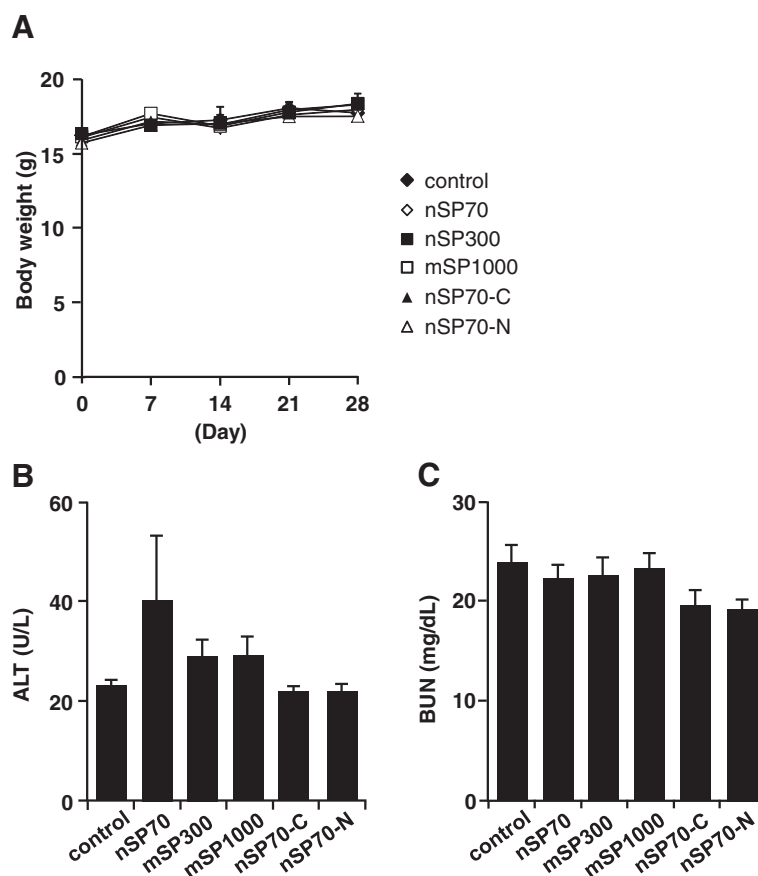 A
Body weight (g)
20
15
10
5
0
0 7 14 21 28
(Day)
control
nSP70
nSP300
mSP1000
nSP70-C
nSP70-N
B
ALT (U/L)
60
40
20
0
control nSP70 mSP300 mSP1000 nSP70-C nSP70-N
C
BUN (mg/dL)
30
20
10
0
control nSP70 mSP300 mSP1000 nSP70-C nSP70-N